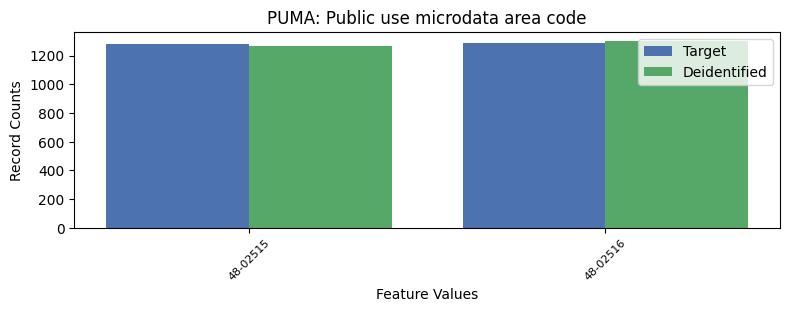 PUMA: Public use microdata area code
Record Counts
1200
1000
800
600
400
200
0
Target
Deidentified
48-02515
48-02516
Feature Values